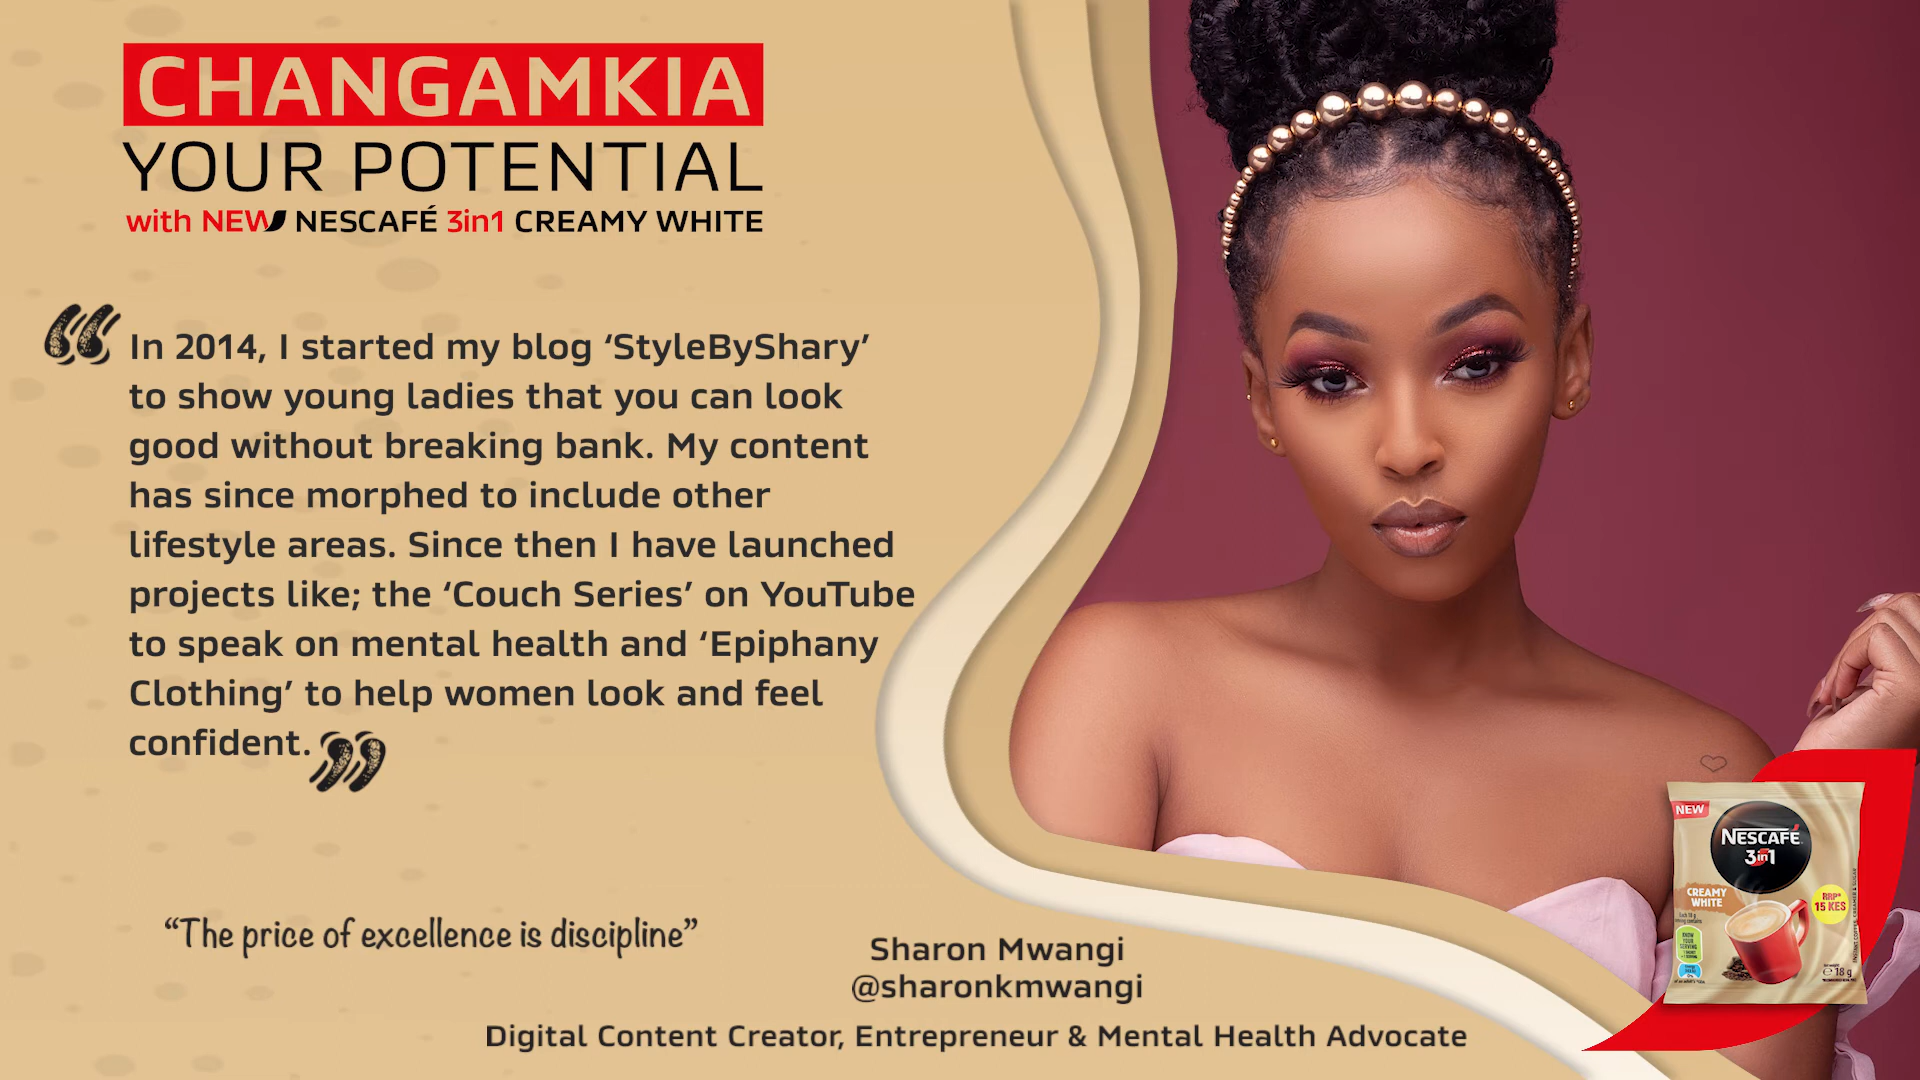 CHANGAMKIA
YOUR POTENTIAL
with NEW NESCAFÉ 3in1 CREAMY WHITE
“In 2014, I started my blog ‘StyleByShary’
to show young ladies that you can look
good without breaking bank. My content
has since morphed to include other
lifestyle areas. Since then I have launched
projects like; the ‘Couch Series’ on YouTube
to speak on mental health and ‘Epiphany
Clothing’ to help women look and feel
confident.”
“The price of excellence is discipline”
Sharon Mwangi
@sharonkmwangi
Digital Content Creator, Entrepreneur & Mental Health Advocate
NEW
NESCAFÉ
3in1
CREAMY
WHITE
RRP*
15 KES
KNOW
YOUR
SERVING
℮ 18 g